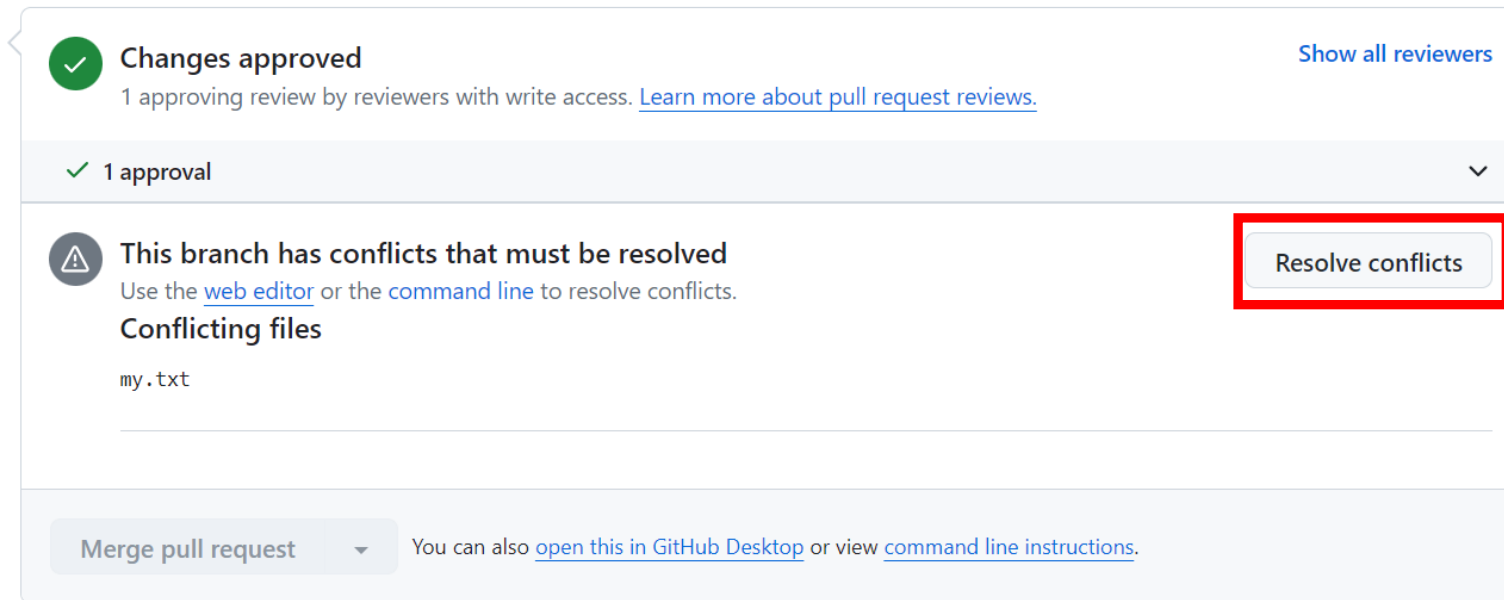 Changes approved
Show all reviewers
1 approving review by reviewers with write access. Learn more about pull request reviews.
1 approval
This branch has conflicts that must be resolved
Resolve conflicts
Use the web editor or the command line to resolve conflicts.
Conflicting files
my.txt
Merge pull request
You can also open this in GitHub Desktop or view command line instructions.